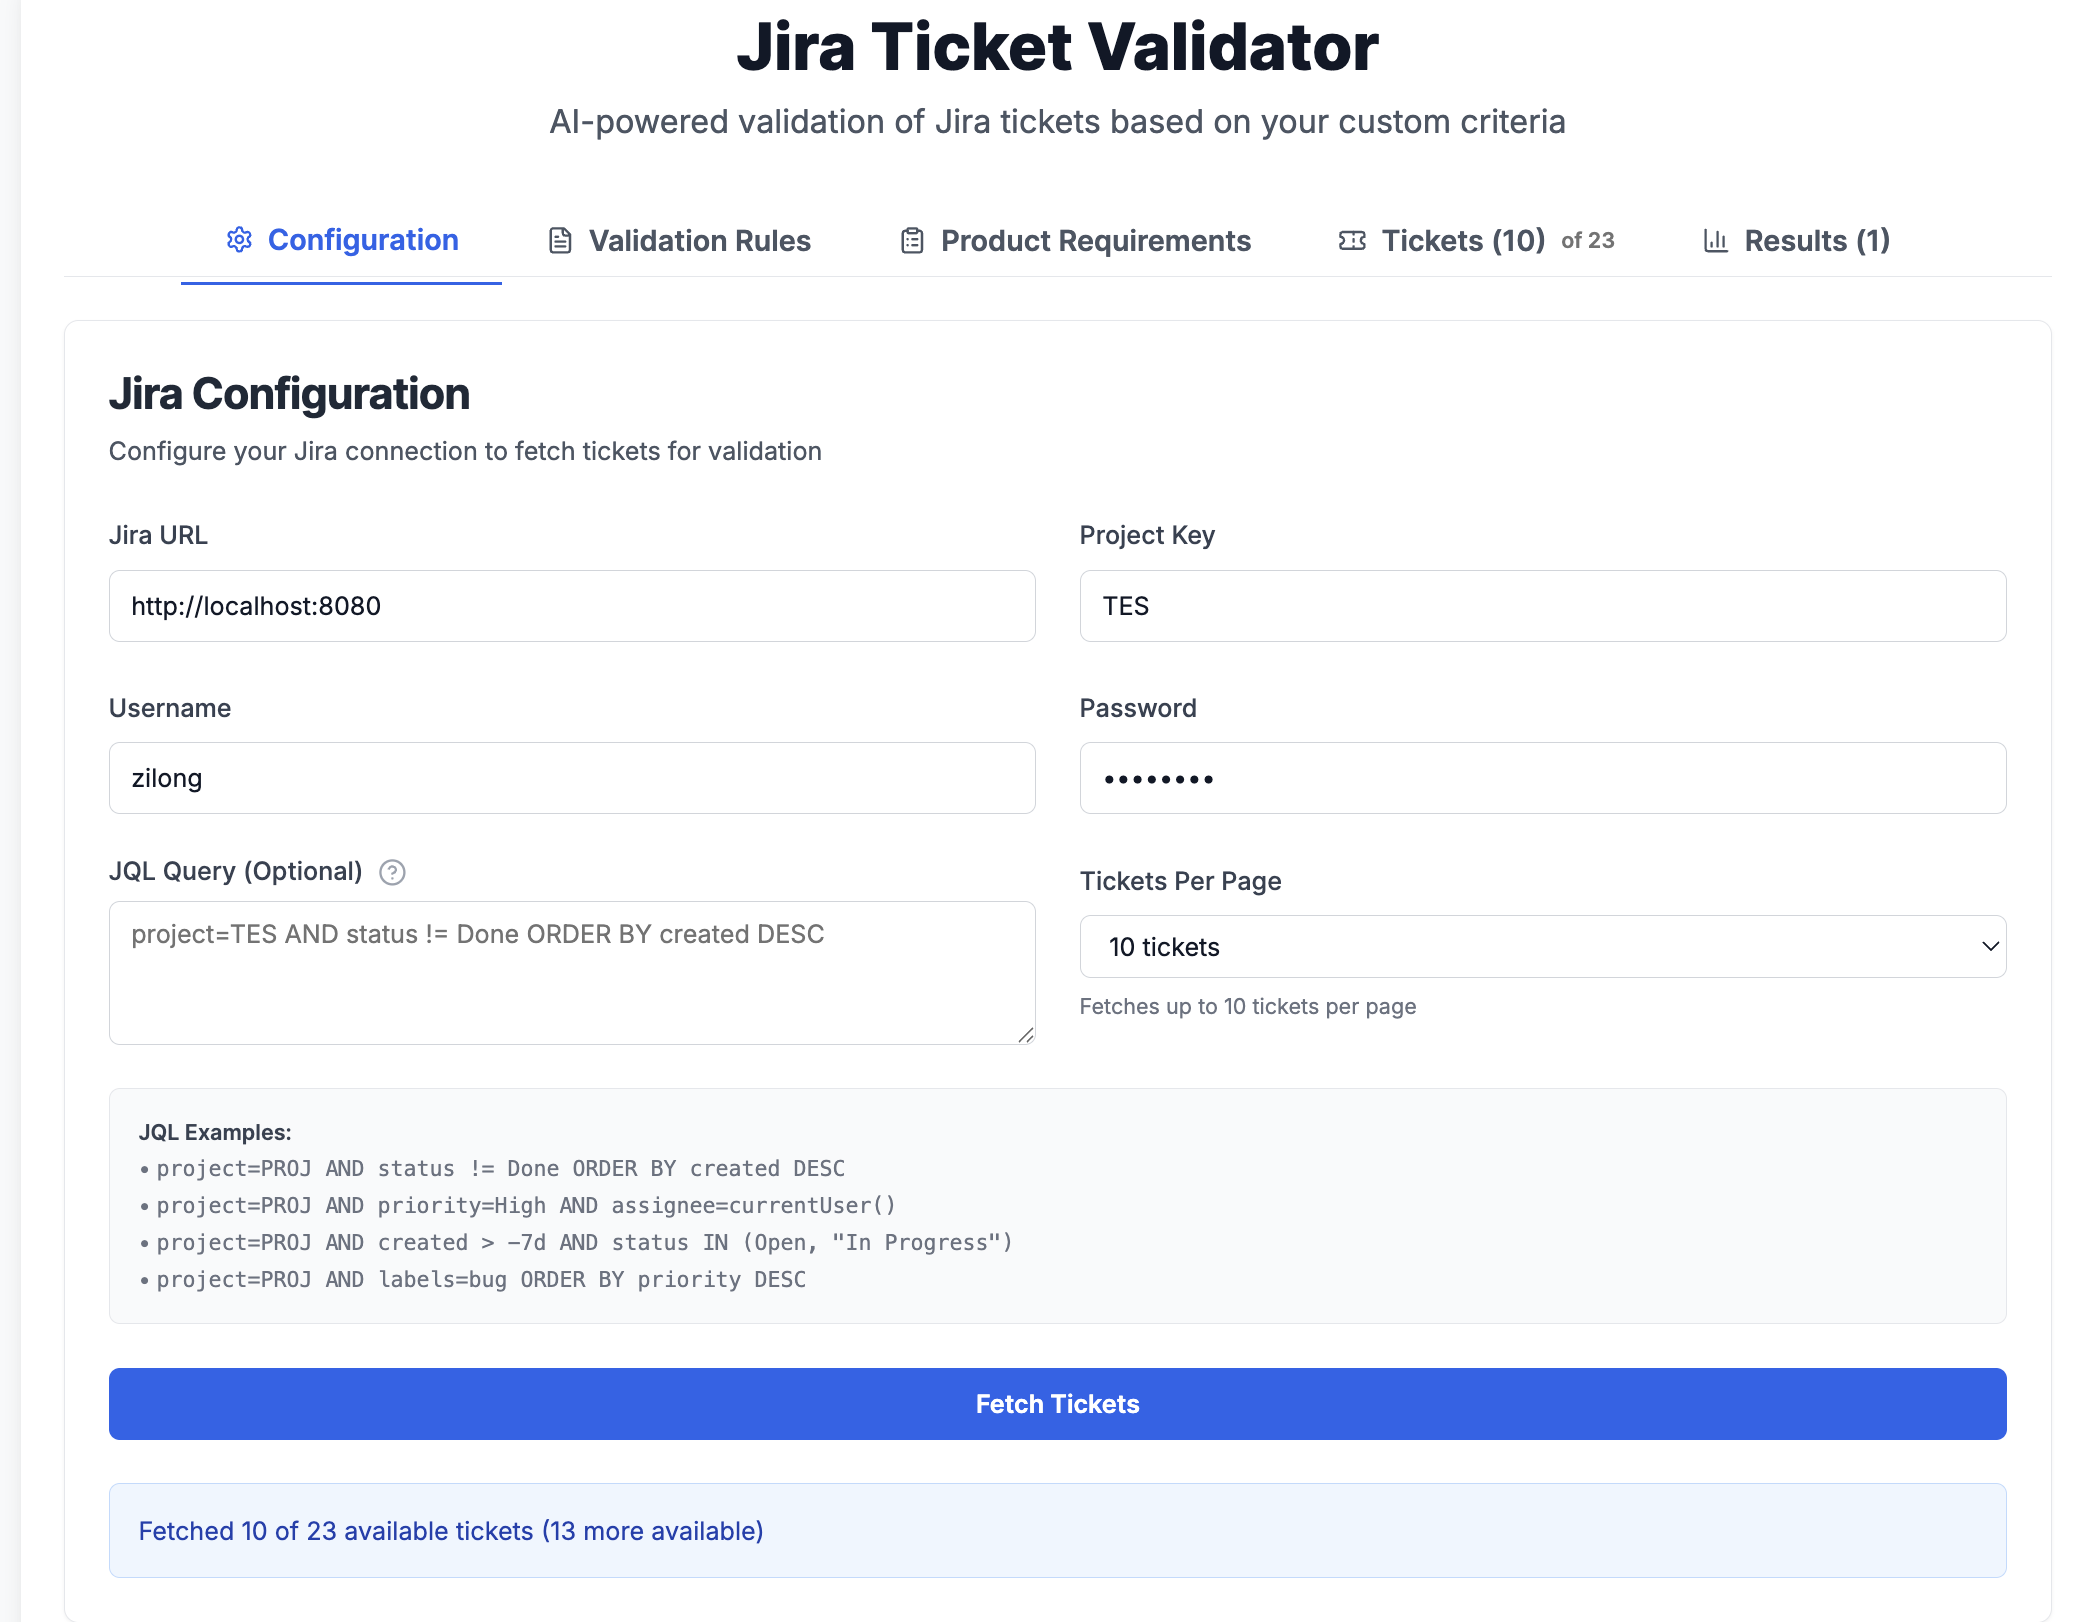 Jira Ticket Validator
AI-powered validation of Jira tickets based on your custom criteria
Configuration
Validation Rules
Product Requirements
Tickets (10) of 23
Results (1)
Jira Configuration
Configure your Jira connection to fetch tickets for validation
Jira URL
http://localhost:8080
Project Key
TES
Username
zilong
Password
••••••••
JQL Query (Optional) ?
project=TES AND status != Done ORDER BY created DESC
Tickets Per Page
10 tickets
Fetches up to 10 tickets per page
JQL Examples:
• project=PROJ AND status != Done ORDER BY created DESC
• project=PROJ AND priority=High AND assignee=currentUser()
• project=PROJ AND created > -7d AND status IN (Open, "In Progress")
• project=PROJ AND labels=bug ORDER BY priority DESC
Fetch Tickets
Fetched 10 of 23 available tickets (13 more available)